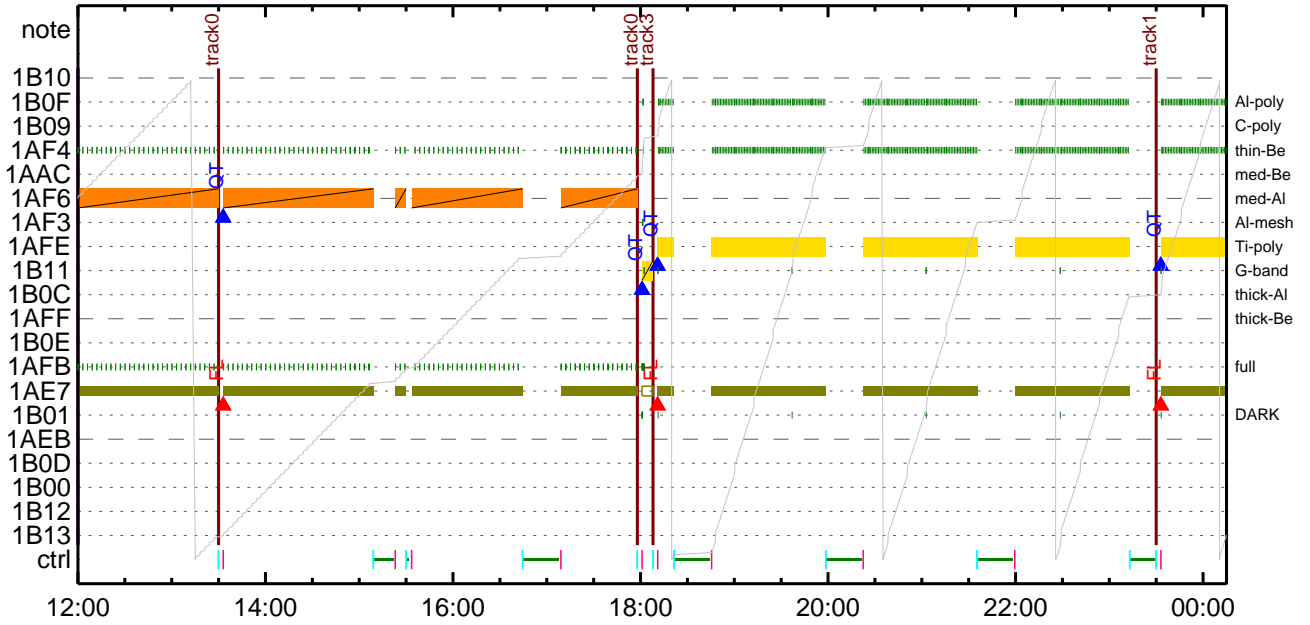 note
track0
track0
track3
track1
1B10
1B0F Al-poly
1B09 C-poly
1AF4 thin-Be
1AAC med-Be
QT
1AF6 med-Al
1AF3 Al-mesh
QT
QT
QT
1AFE Ti-poly
1B11 G-band
1B0C thick-Al
1AFF thick-Be
1B0E
1AFB full
FL
FL
FL
1AE7
1B01 DARK
1AEB
1B0D
1B00
1B12
1B13
ctrl
12:00 14:00 16:00 18:00 20:00 22:00 00:00